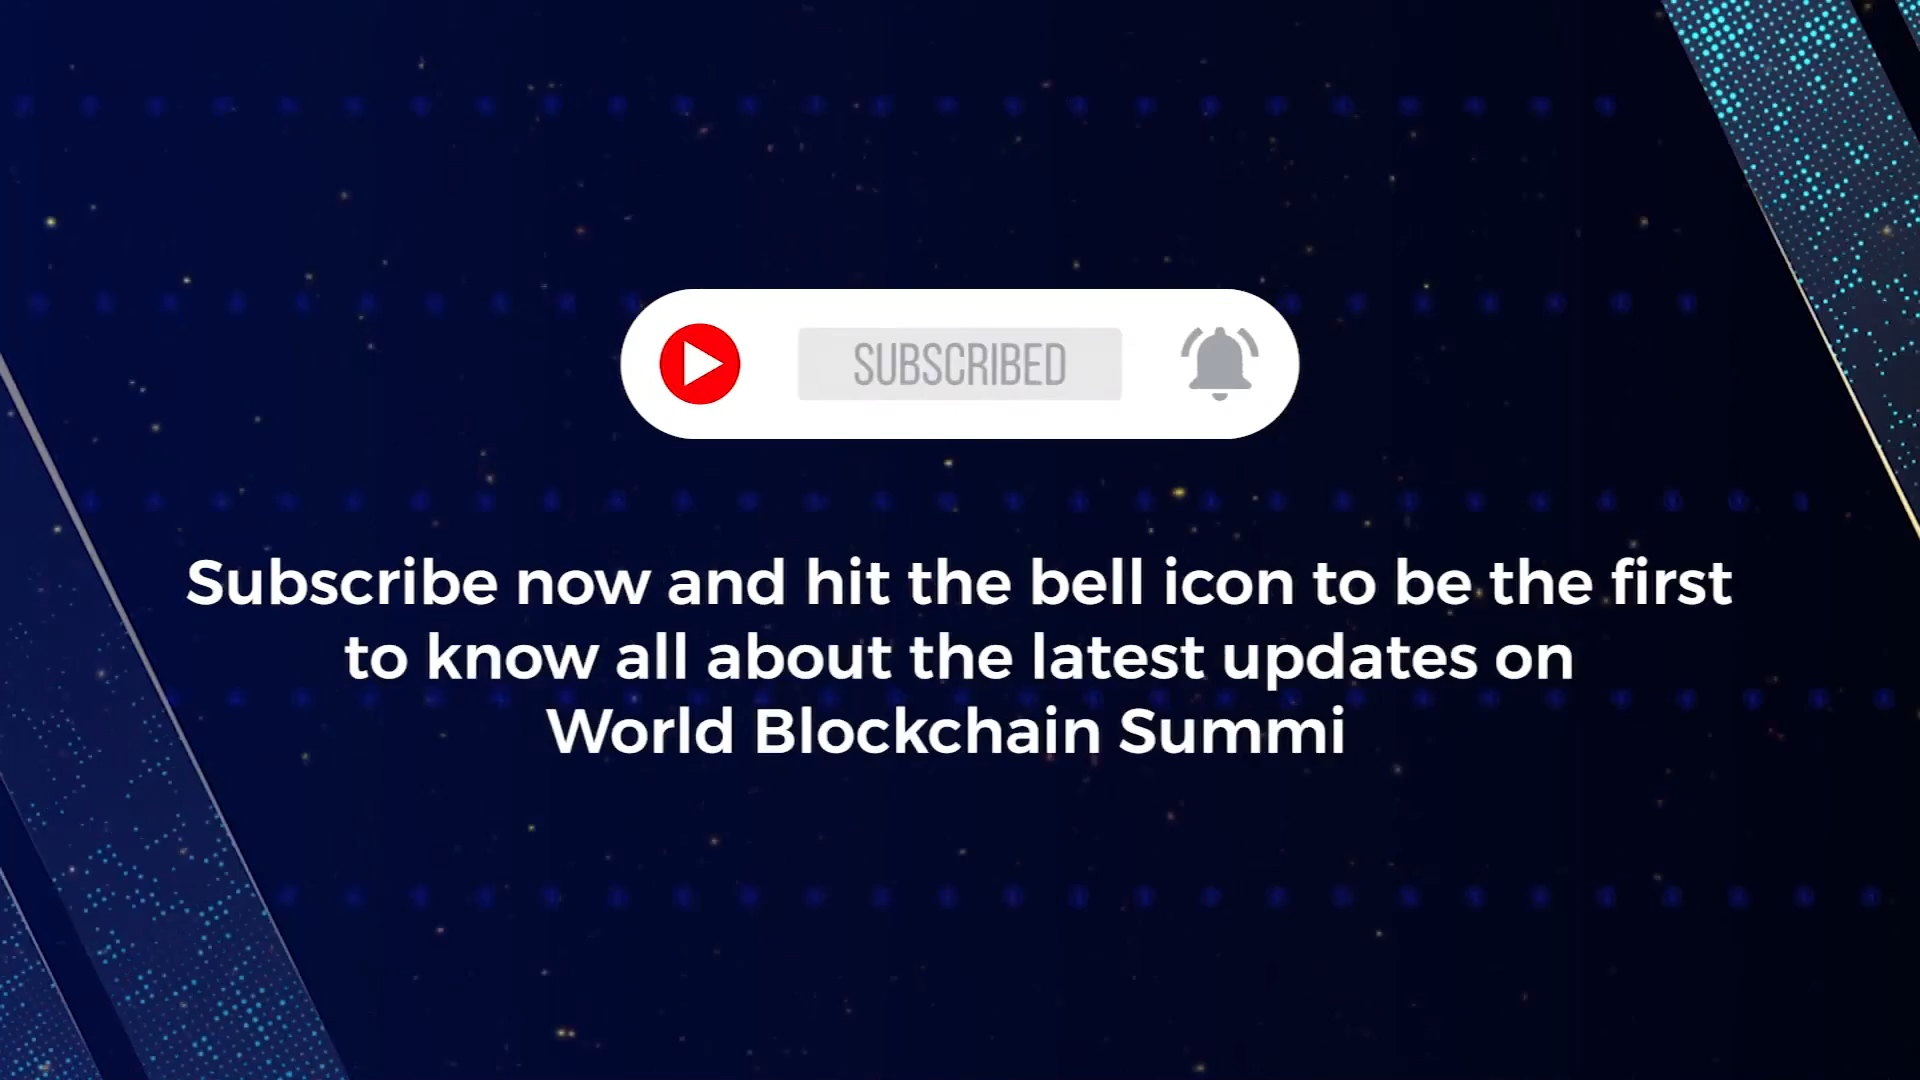 SUBSCRIBED
Subscribe now and hit the bell icon to be the first
to know all about the latest updates on
World Blockchain Summi